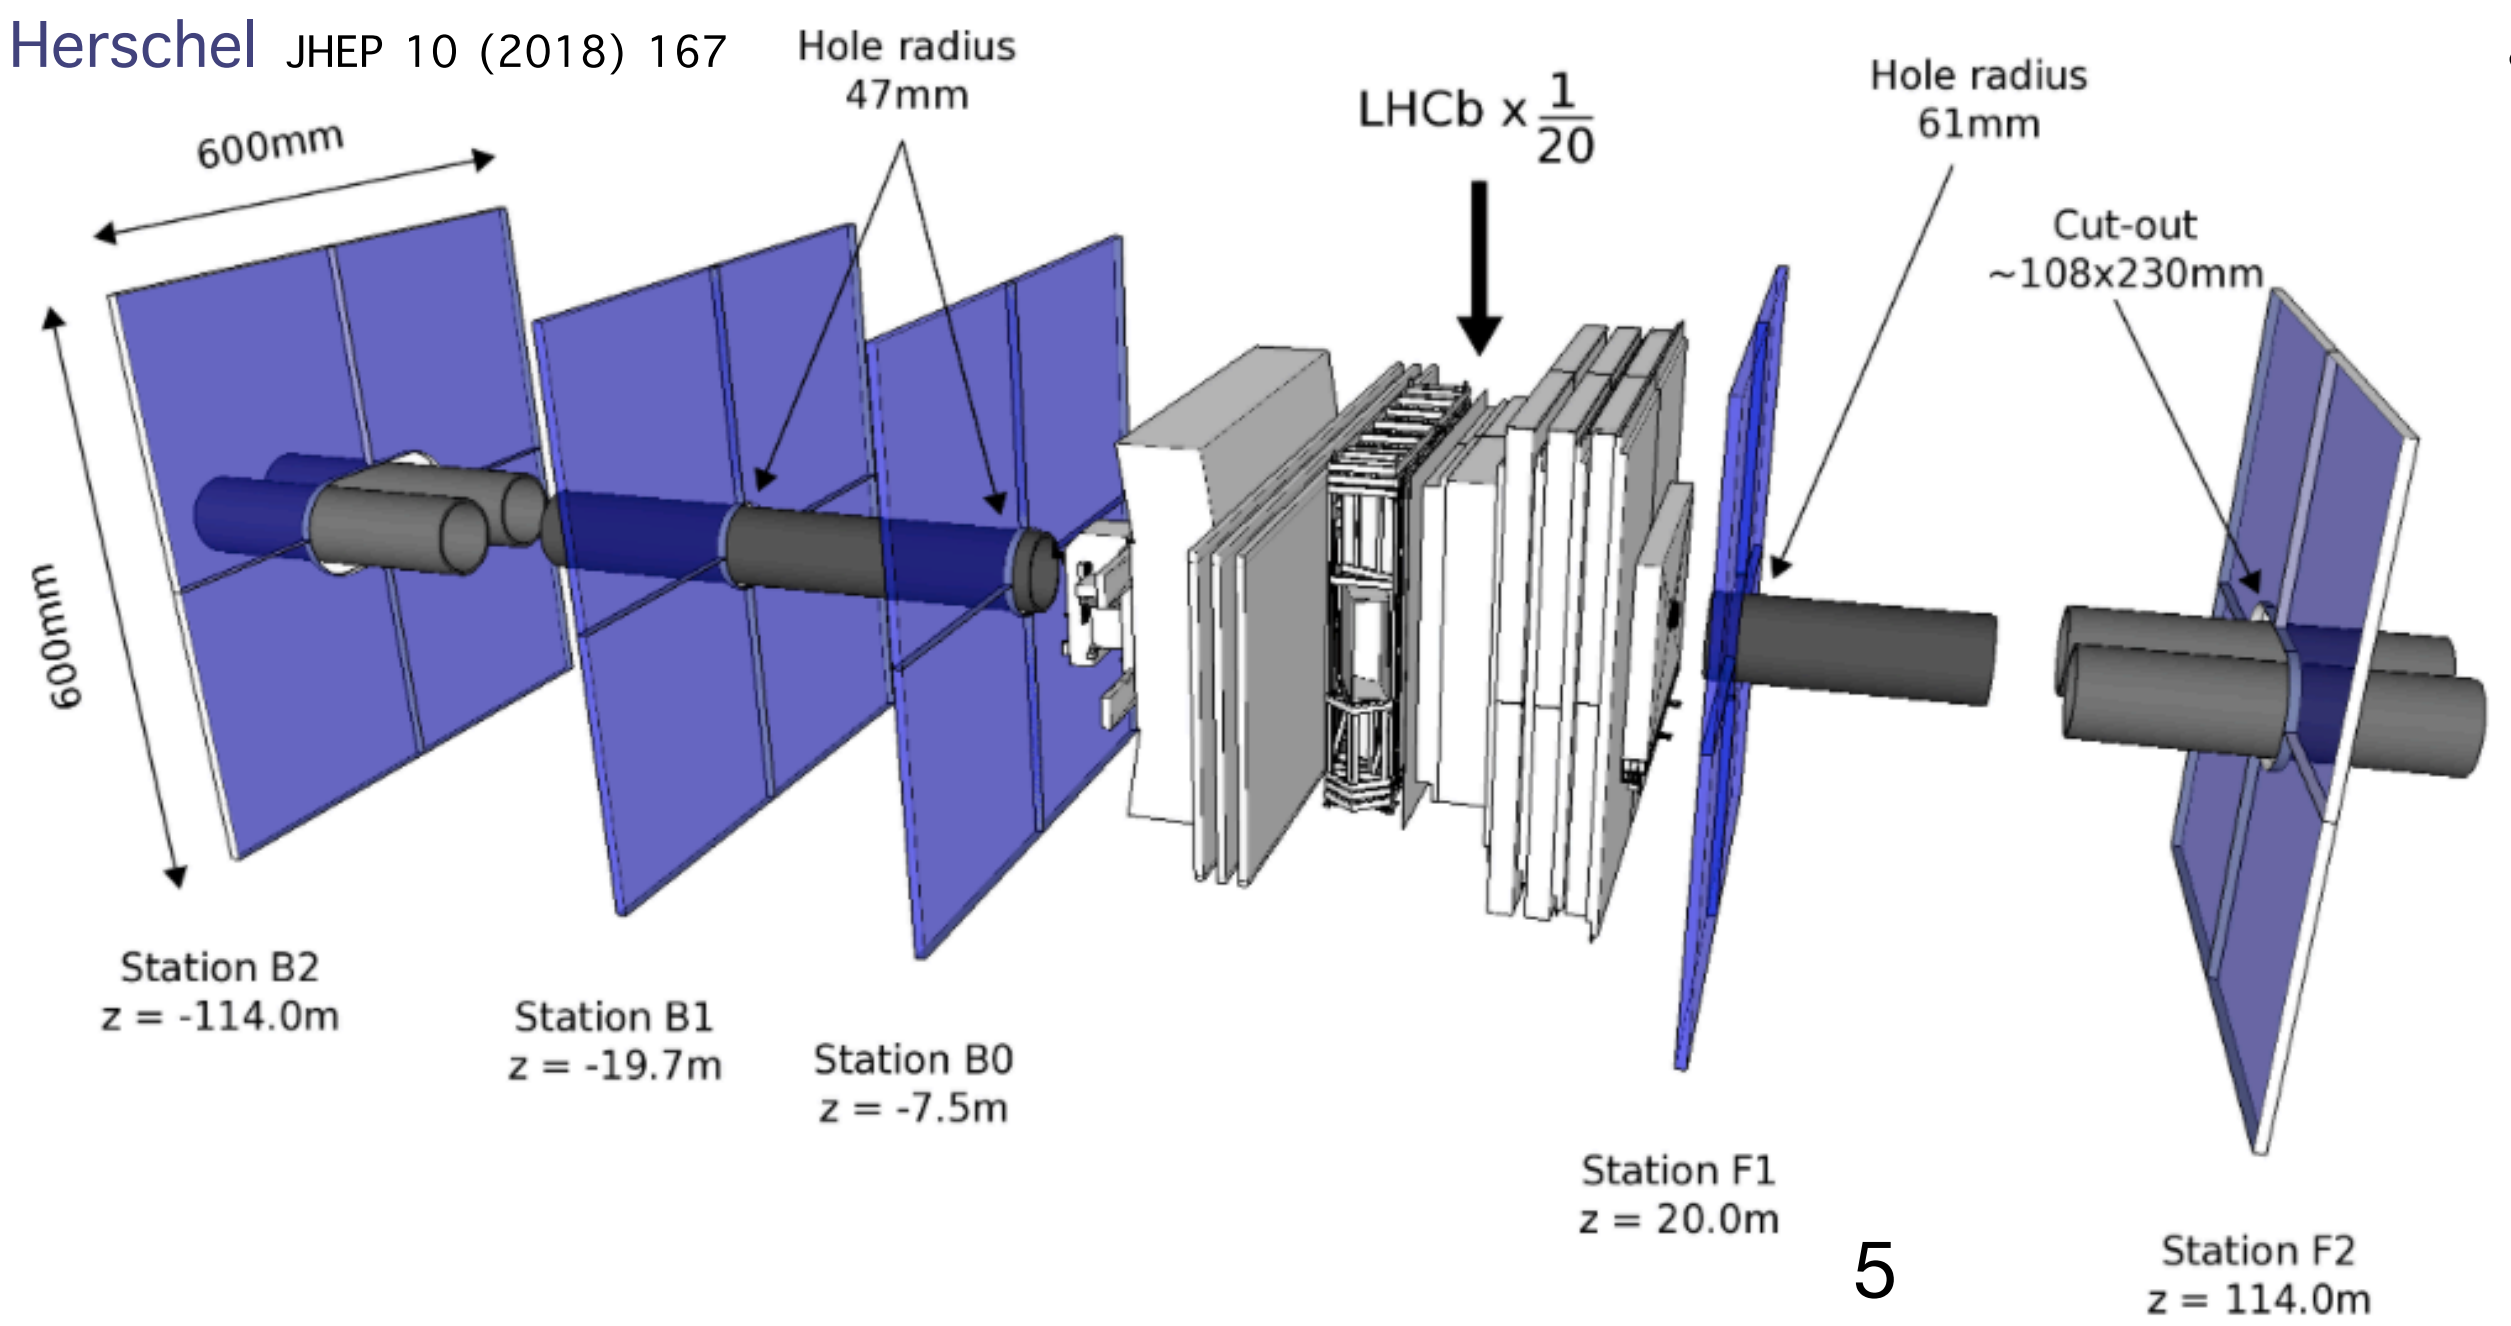 Herschel JHEP 10 (2018) 167
Hole radius
47mm
600mm
LHCb x 1/20
Hole radius
61mm
Cut-out
~108x230mm
600mm
Station B2
z = -114.0m
Station B1
z = -19.7m
Station B0
z = -7.5m
Station F1
z = 20.0m
5
Station F2
z = 114.0m